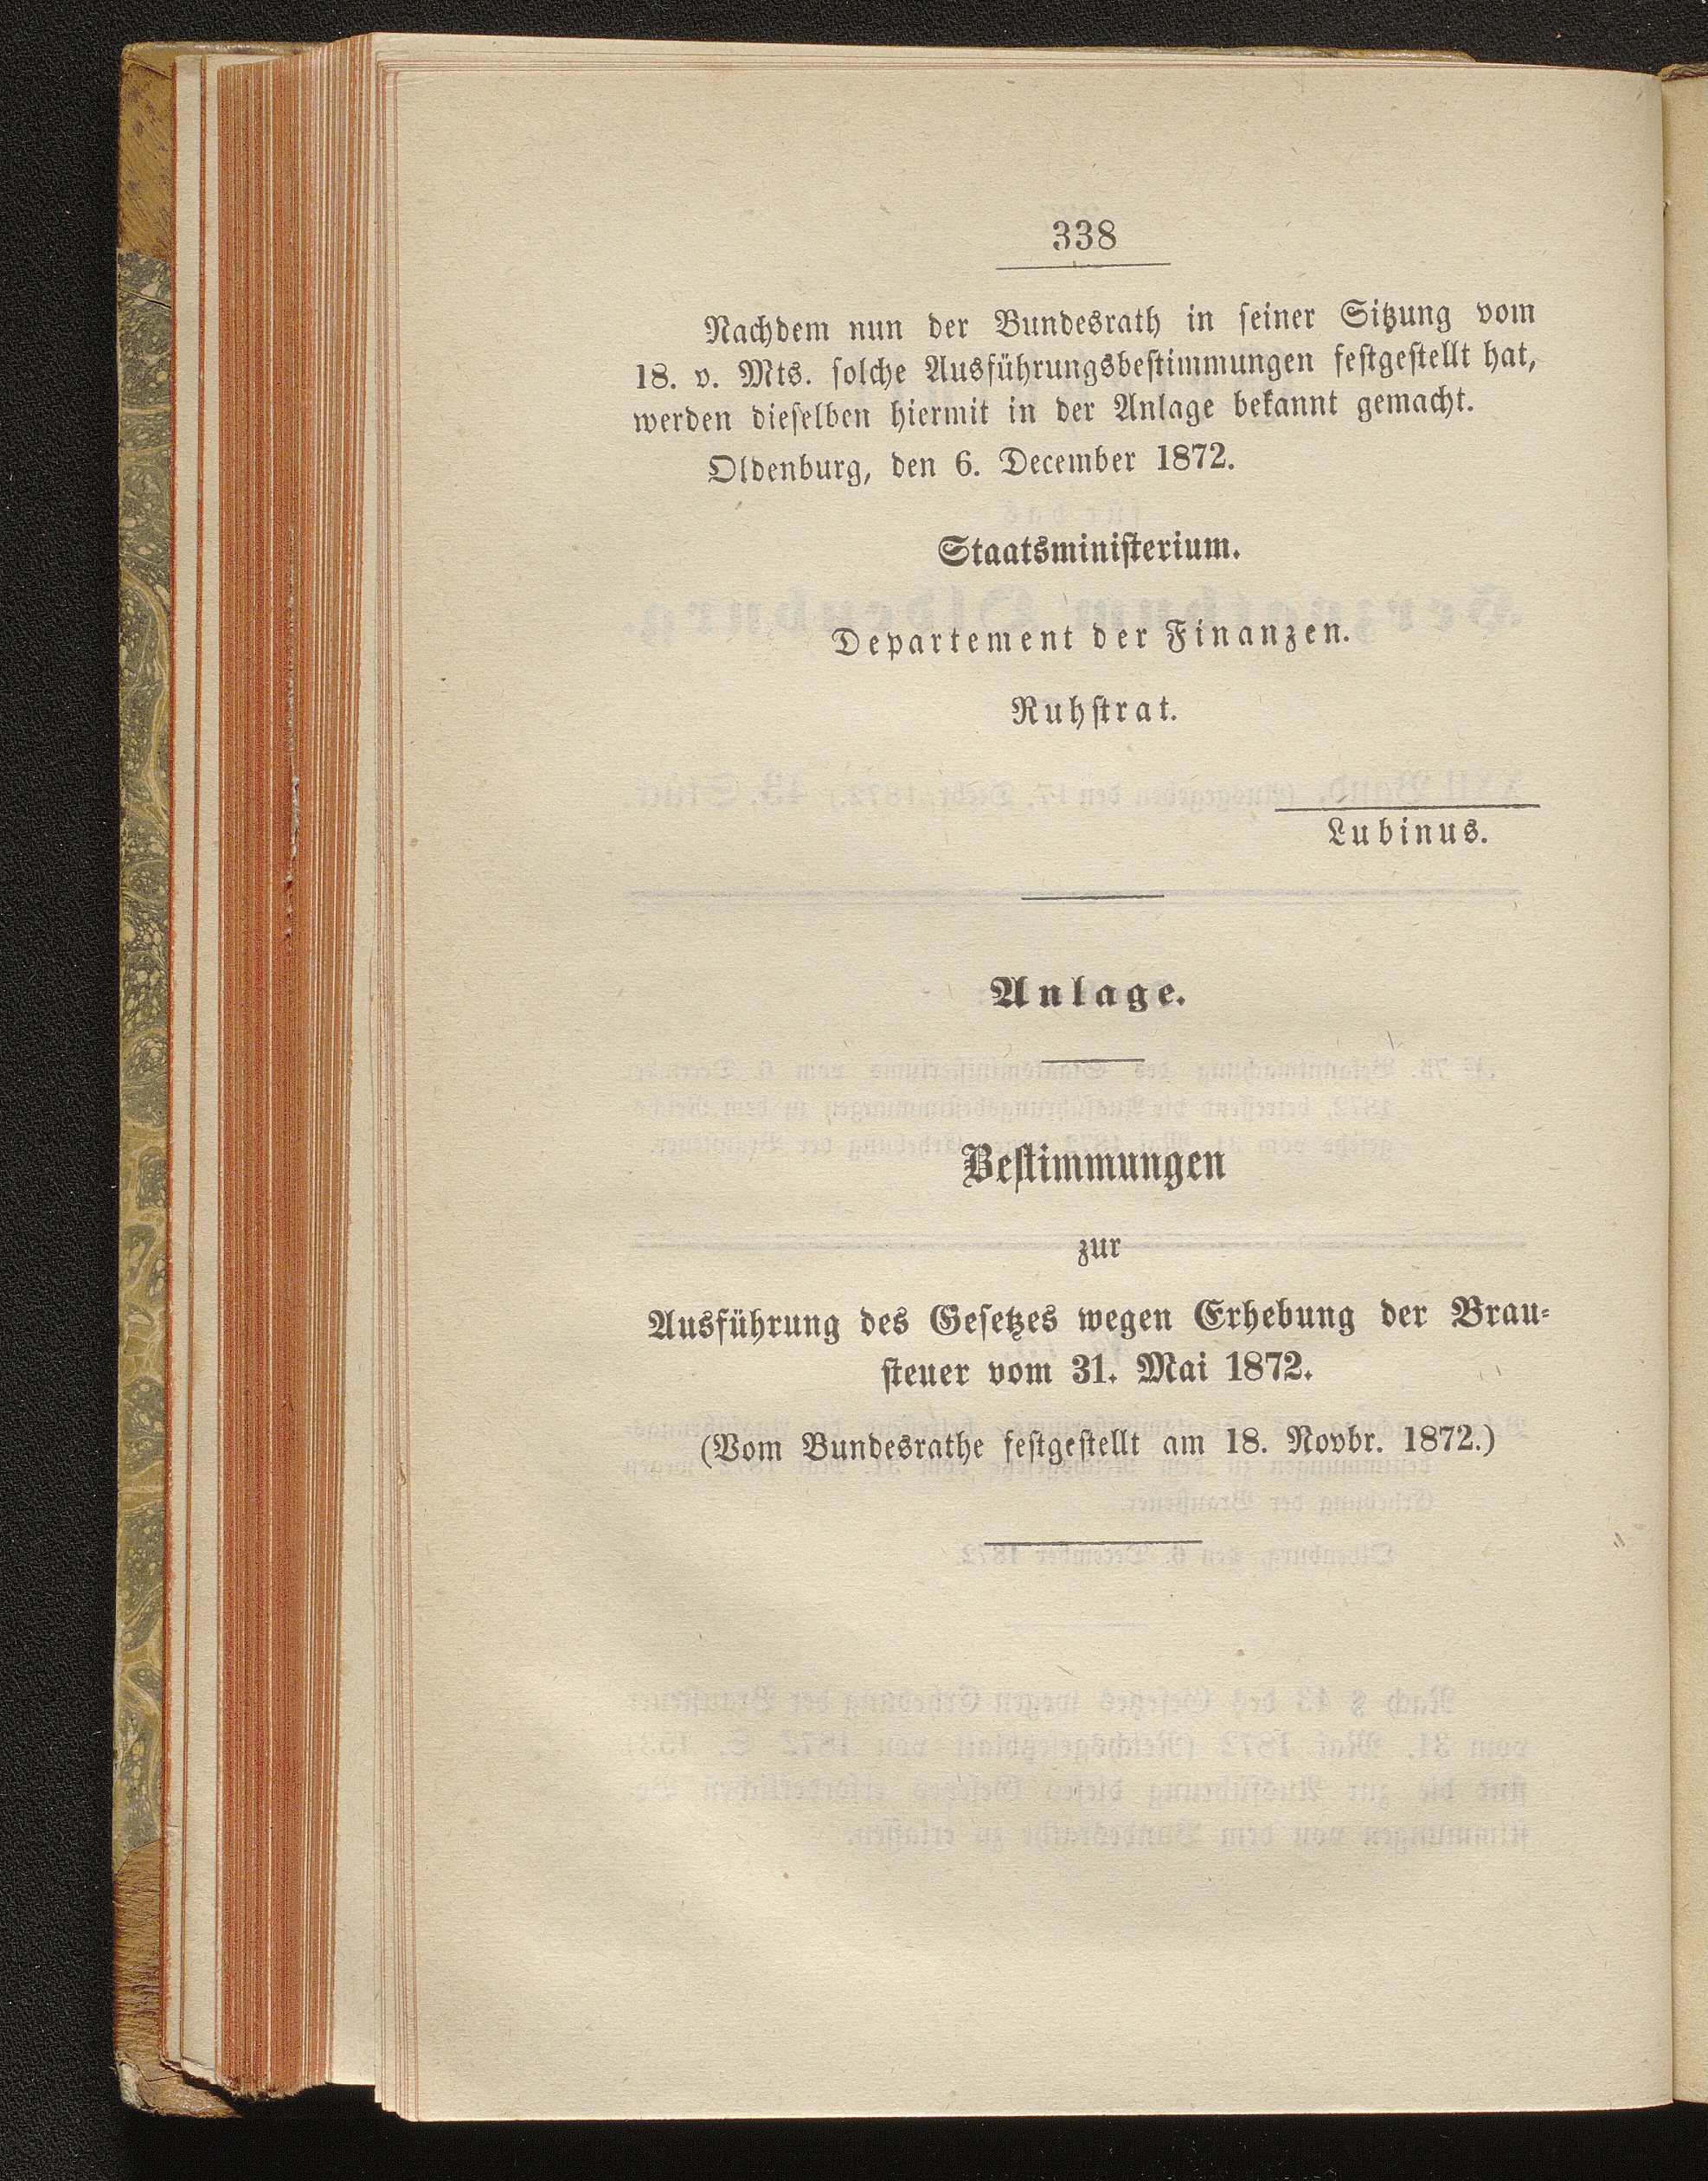 338
Nachdem nun der Bundesrath in seiner Sitzung vom
18. v. Mts. solche Ausführungsbestimmungen festgestellt hat,
werden dieselben hiermit in der Anlage bekannt gemacht.
Oldenburg, den 6. December 1872.
Staatsministerium.
Departement der Finanzen.
Ruhstrat.
Lubinus.
Anlage.
Bestimmungen
zur
Ausführung des Gesetzes wegen Erhebung der Brau-
steuer vom 31. Mai 1872.
(Vom Bundesrathe festgestellt am 18. Novbr. 1872.)